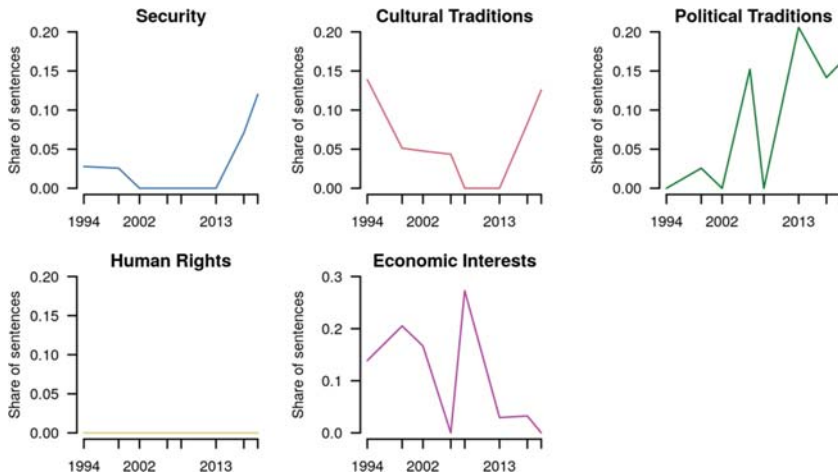 Security
Share of sentences
0.20
0.15
0.10
0.05
0.00
1994 2002 2013
Cultural Traditions
Share of sentences
0.20
0.15
0.10
0.05
0.00
1994 2002 2013
Political Traditions
Share of sentences
0.20
0.15
0.10
0.05
0.00
1994 2002 2013
Human Rights
Share of sentences
0.20
0.15
0.10
0.05
0.00
1994 2002 2013
Economic Interests
Share of sentences
0.3
0.2
0.1
0.0
1994 2002 2013